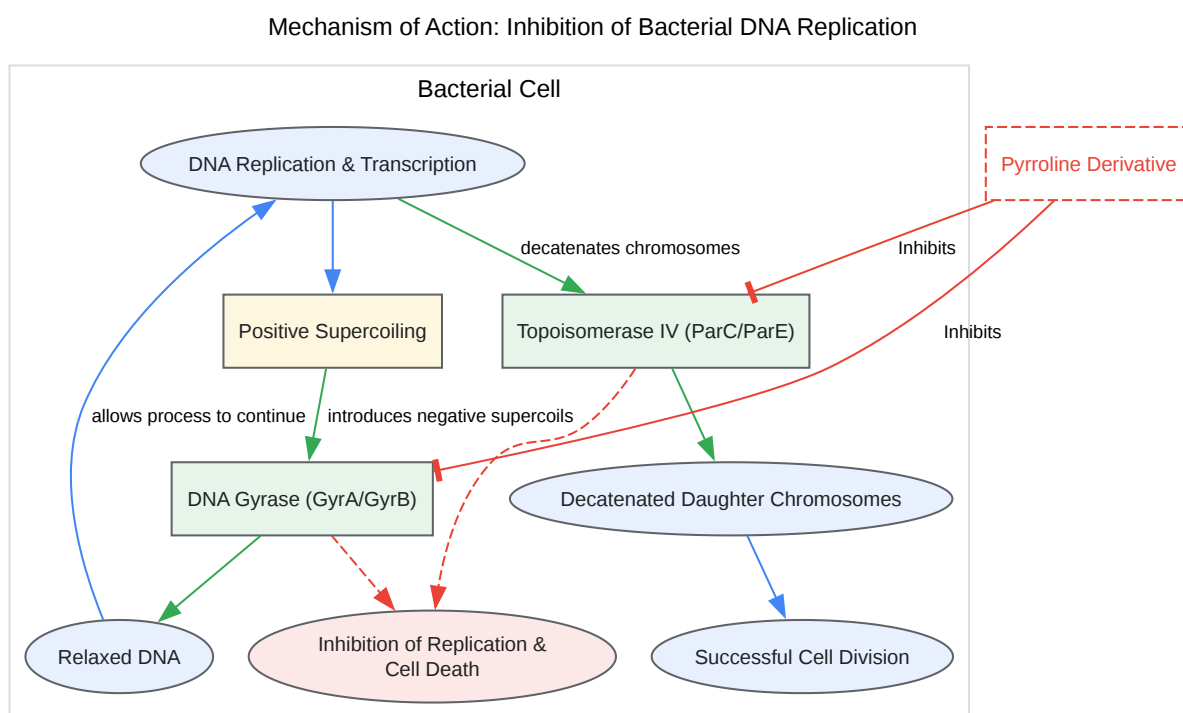 Mechanism of Action: Inhibition of Bacterial DNA Replication
Bacterial Cell
DNA Replication & Transcription
Pyrroline Derivative
decatenates chromosomes
Inhibits
Positive Supercoiling
Topoisomerase IV (ParC/ParE)
Inhibits
allows process to continue
introduces negative supercoils
DNA Gyrase (GyrA/GyrB)
Decatenated Daughter Chromosomes
Relaxed DNA
Inhibition of Replication &
Cell Death
Successful Cell Division